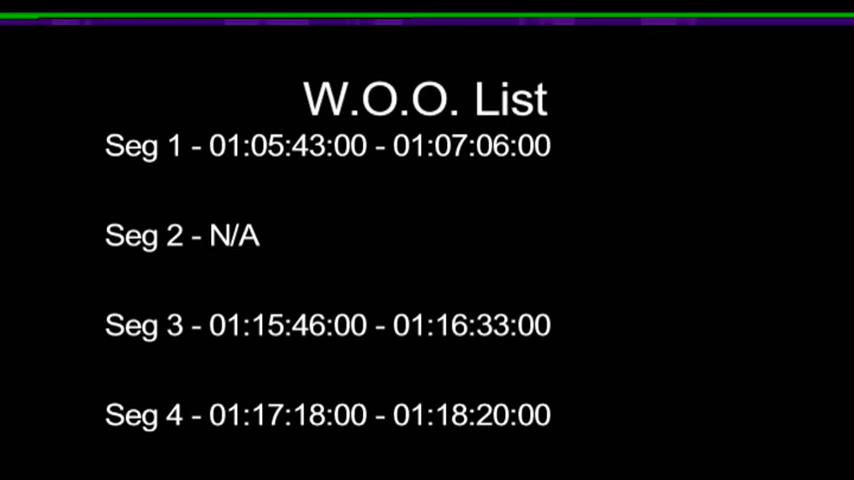 W.O.O. List
Seg 1 - 01:05:43:00 - 01:07:06:00
Seg 2 - N/A
Seg 3 - 01:15:46:00 - 01:16:33:00
Seg 4 - 01:17:18:00 - 01:18:20:00